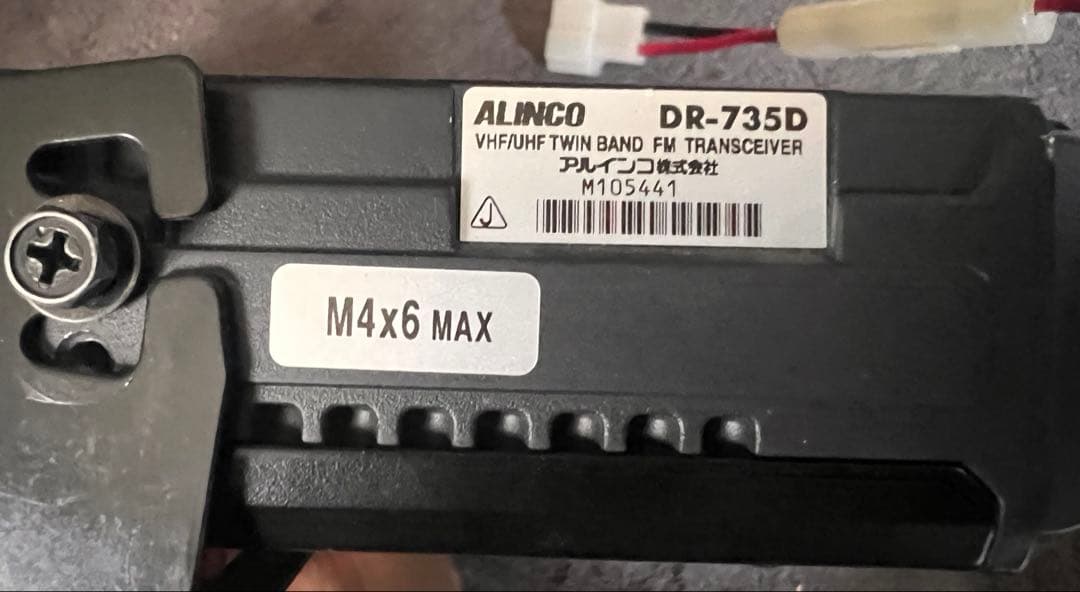 ALINCO DR-735D
VHF/UHF TWIN BAND FM TRANSCEIVER
アルインコ株式会社
M105441
J
M4x6 MAX